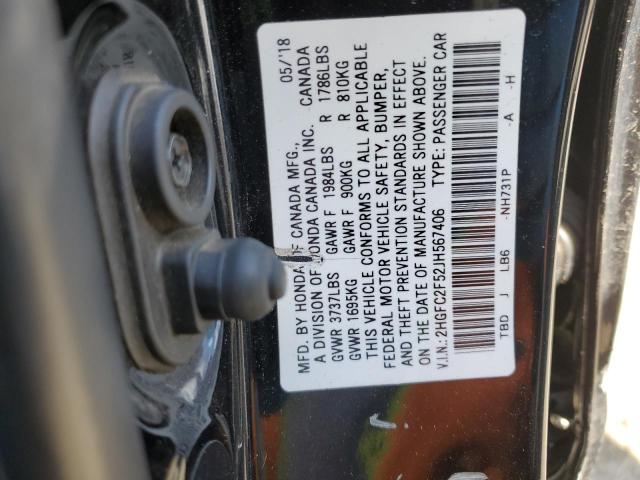 MFD. BY HONDA OF CANADA MFG., 05/'18
A DIVISION OF HONDA CANADA INC. CANADA
GVWR 3737LBS GAWR F 1984LBS R 1786LBS
GVWR 1695KG GAWR F 900KG R 810KG
THIS VEHICLE CONFORMS TO ALL APPLICABLE
FEDERAL MOTOR VEHICLE SAFETY, BUMPER,
AND THEFT PREVENTION STANDARDS IN EFFECT
ON THE DATE OF MANUFACTURE SHOWN ABOVE.
V.I.N.: 2HGFC2F52JH567406 TYPE: PASSENGER CAR
TBD J LB6 -NH731P -A -H